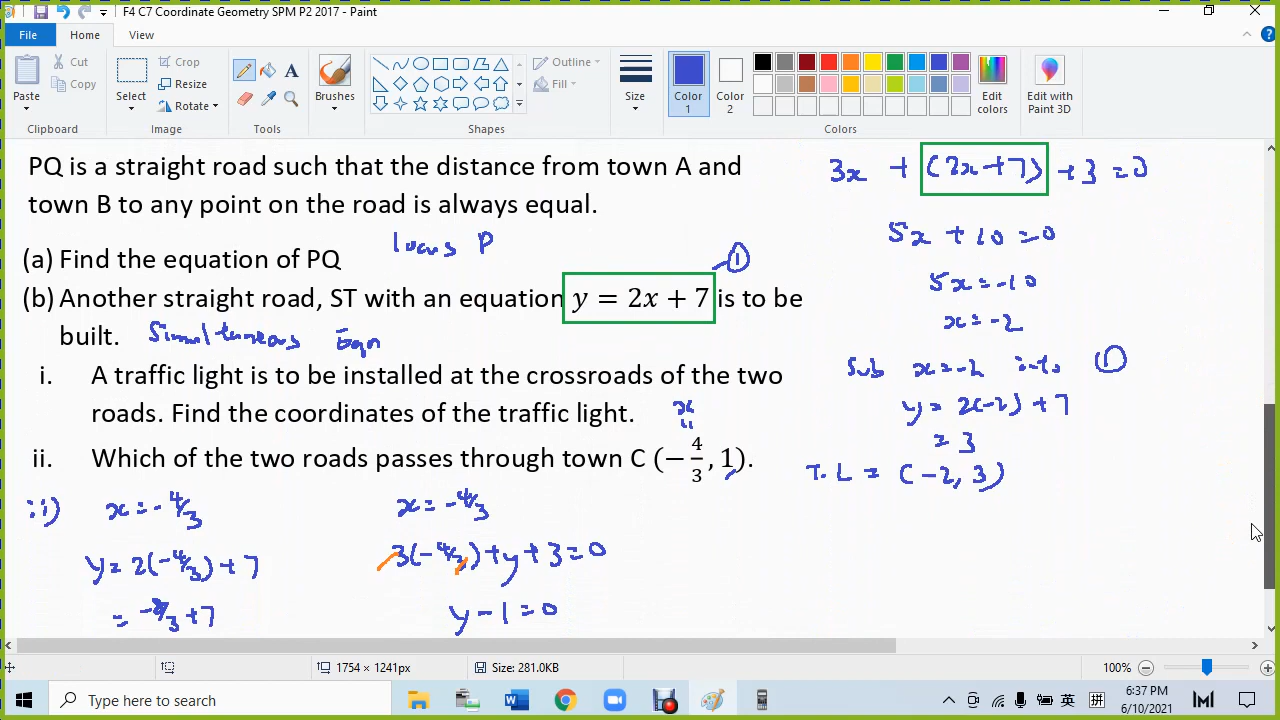 F4 C7 Coordinate Geometry SPM P2 2017 - Paint
File Home View
Paste Cut Copy Clipboard
Select Crop Resize Rotate Image
Tools
Brushes
Outline Fill Shapes
Size
Color 1 Color 2 Colors Edit colors
Edit with Paint 3D
PQ is a straight road such that the distance from town A and
town B to any point on the road is always equal.
locus P
(a) Find the equation of PQ
(b) Another straight road, ST with an equation y = 2x + 7 is to be
①
built. Simultaneous Eqn
i. A traffic light is to be installed at the crossroads of the two
roads. Find the coordinates of the traffic light.
x
ii. Which of the two roads passes through town C (−4/3, 1).
ii) x = -4/3
y = 2(-4/3) + 7
= -8/3 + 7
x = -4/3
3(-4/3) + y + 3 = 0
y - 1 = 0
3x + (2x + 7) + 3 = 0
5x + 10 = 0
5x = -10
x = -2
Sub x = -2 into ①
y = 2(-2) + 7
= 3
T.L = (-2, 3)
1754 × 1241px
Size: 281.0KB
100%
Type here to search
英 拼
6:37 PM
6/10/2021